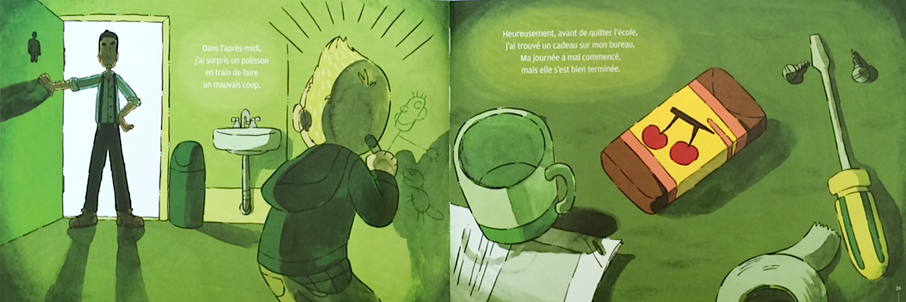 Dans l'après-midi,
j'ai surpris un polisson
en train de faire
un mauvais coup.
Heureusement, avant de quitter l'école,
j'ai trouvé un cadeau sur mon bureau.
Ma journée a mal commencé,
mais elle s'est bien terminée.